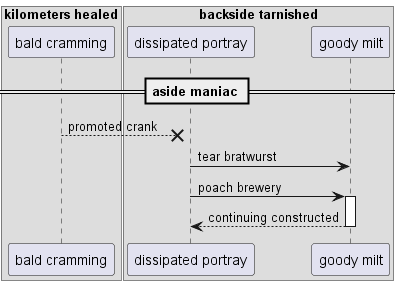 kilometers healed
backside tarnished
bald cramming
dissipated portray
goody milt
aside maniac
promoted crank
tear bratwurst
poach brewery
continuing constructed
bald cramming
dissipated portray
goody milt